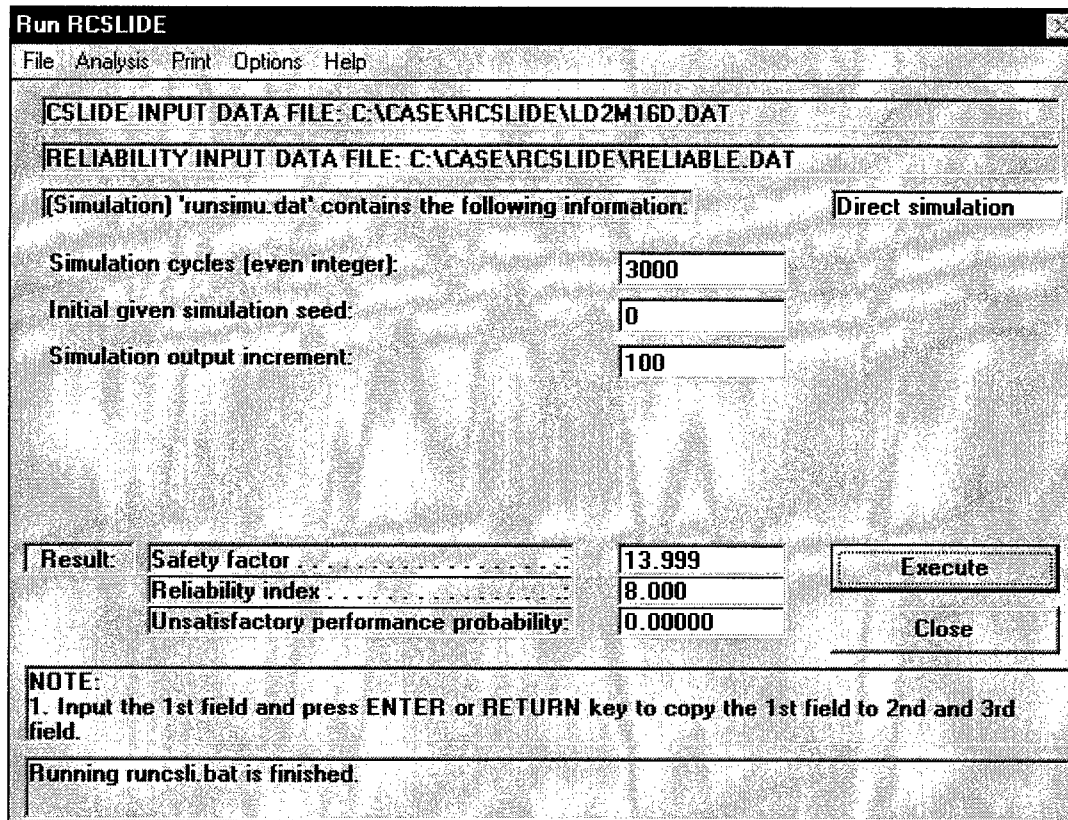 Run RCSLIDE
File Analysis Print Options Help
CSLIDE INPUT DATA FILE: C:\CASE\RCSLIDE\LD2M16D.DAT
RELIABILITY INPUT DATA FILE: C:\CASE\RCSLIDE\RELIABLE.DAT
(Simulation) 'runsimu.dat' contains the following information: Direct simulation
Simulation cycles (even integer): 3000
Initial given simulation seed: 0
Simulation output increment: 100
Result: Safety factor . . . . . . . . . . . . . . . . . . . .: 13.999 Execute
Reliability index . . . . . . . . . . . . . . . . . .: 8.000
Unsatisfactory performance probability: 0.00000 Close
NOTE:
1. Input the 1st field and press ENTER or RETURN key to copy the 1st field to 2nd and 3rd
field.
Running runcsli.bat is finished.